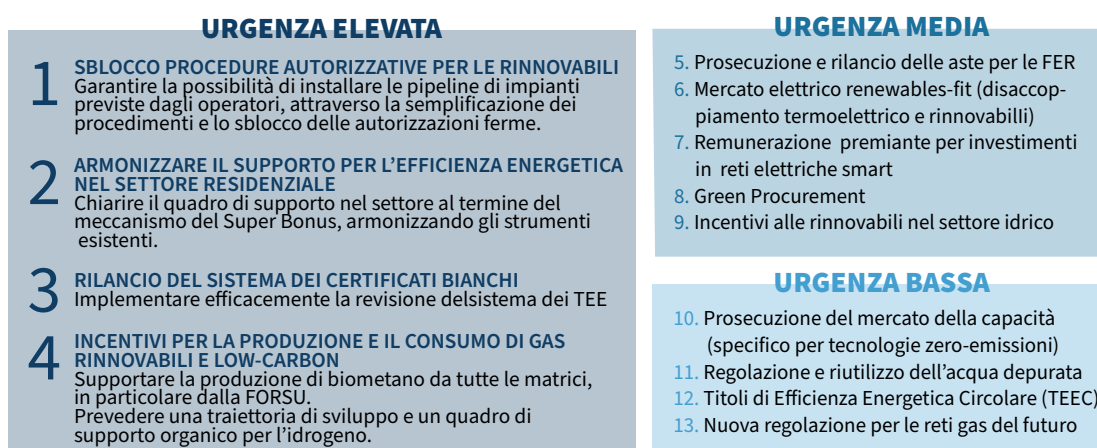 URGENZA ELEVATA
1 SBLOCCO PROCEDURE AUTORIZZATIVE PER LE RINNOVABILI
Garantire la possibilità di installare le pipeline di impianti
previste dagli operatori, attraverso la semplificazione dei
procedimenti e lo sblocco delle autorizzazioni ferme.
2 ARMONIZZARE IL SUPPORTO PER L’EFFICIENZA ENERGETICA
NEL SETTORE RESIDENZIALE
Chiarire il quadro di supporto nel settore al termine del
meccanismo del Super Bonus, armonizzando gli strumenti
esistenti.
3 RILANCIO DEL SISTEMA DEI CERTIFICATI BIANCHI
Implementare efficacemente la revisione delsistema dei TEE
4 INCENTIVI PER LA PRODUZIONE E IL CONSUMO DI GAS
RINNOVABILI E LOW-CARBON
Supportare la produzione di biometano da tutte le matrici,
in particolare dalla FORSU.
Prevedere una traiettoria di sviluppo e un quadro di
supporto organico per l’idrogeno.
URGENZA MEDIA
5. Prosecuzione e rilancio delle aste per le FER
6. Mercato elettrico renewables-fit (disaccop-
piamento termoelettrico e rinnovabilIi)
7. Remunerazione premiante per investimenti
in reti elettriche smart
8. Green Procurement
9. Incentivi alle rinnovabili nel settore idrico
URGENZA BASSA
10. Prosecuzione del mercato della capacità
(specifico per tecnologie zero-emissioni)
11. Regolazione e riutilizzo dell’acqua depurata
12. Titoli di Efficienza Energetica Circolare (TEEC)
13. Nuova regolazione per le reti gas del futuro